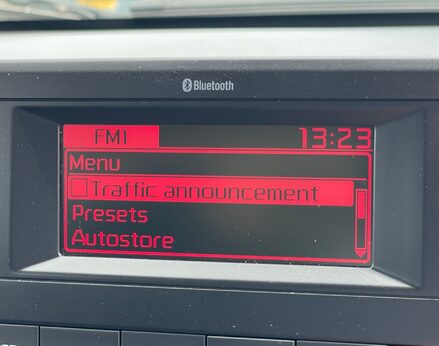 Bluetooth
FM1 13:23
Menu
Traffic announcement
Presets
Autostore